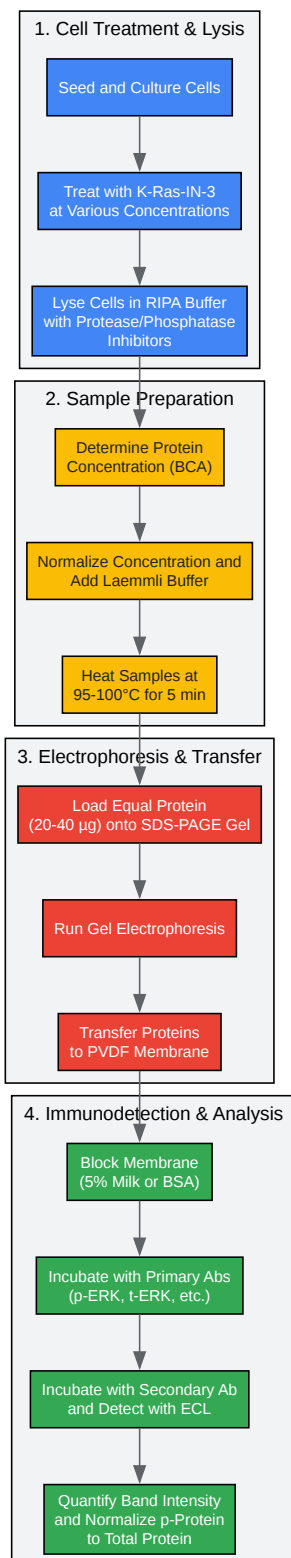 1. Cell Treatment & Lysis
Seed and Culture Cells
Treat with K-Ras-IN-3
at Various Concentrations
Lyse Cells in RIPA Buffer
with Protease/Phosphatase
Inhibitors
2. Sample Preparation
Determine Protein
Concentration (BCA)
Normalize Concentration and
Add Laemmli Buffer
Heat Samples at
95-100°C for 5 min
3. Electrophoresis & Transfer
Load Equal Protein
(20-40 µg) onto SDS-PAGE Gel
Run Gel Electrophoresis
Transfer Proteins
to PVDF Membrane
4. Immunodetection & Analysis
Block Membrane
(5% Milk or BSA)
Incubate with Primary Abs
(p-ERK, t-ERK, etc.)
Incubate with Secondary Ab
and Detect with ECL
Quantify Band Intensity
and Normalize p-Protein
to Total Protein